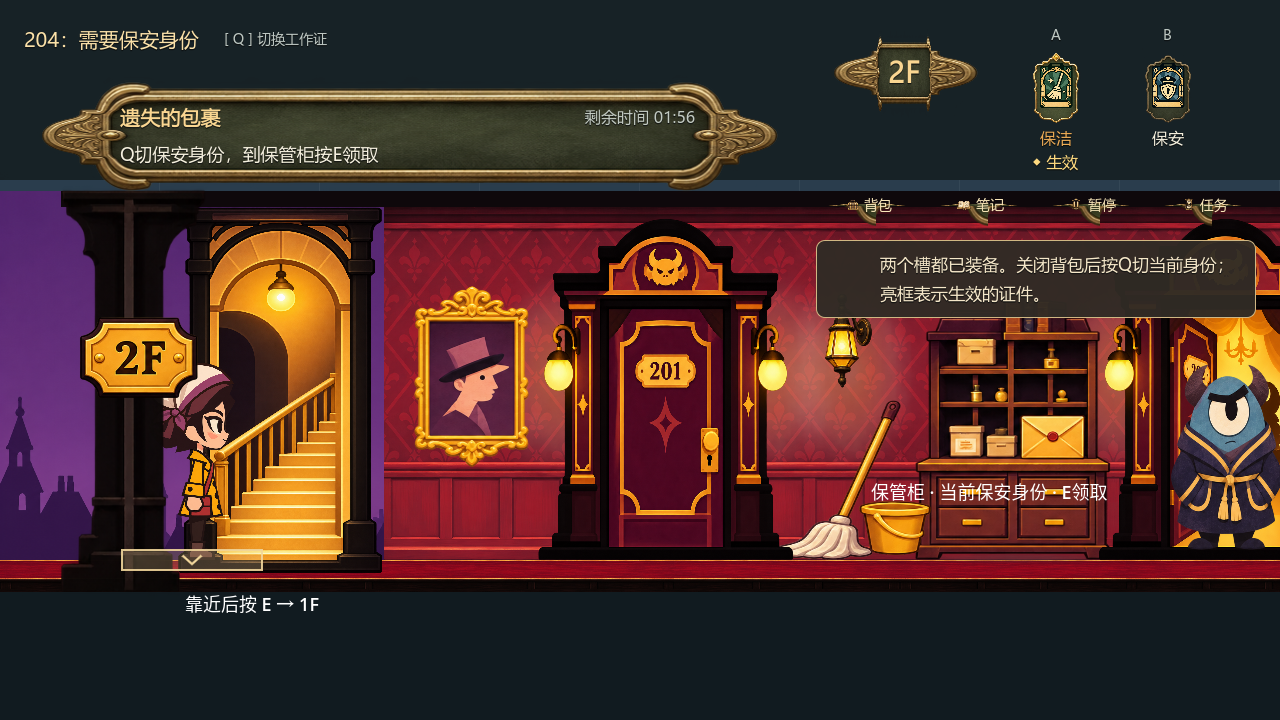 204：需要保安身份
[ Q ] 切换工作证
遗失的包裹
剩余时间 01:56
Q切保安身份，到保管柜按E领取
2F
A
B
保洁
保安
生效
背包
笔记
暂停
任务
两个槽都已装备。关闭背包后按Q切当前身份；
亮框表示生效的证件。
2F
201
保管柜 · 当前保安身份 · E领取
靠近后按 E → 1F